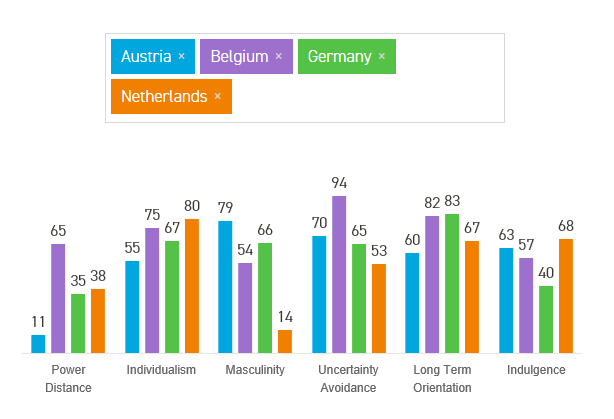 Austria ×
Belgium ×
Germany ×
Netherlands ×
11
65
35
38
55
75
67
80
79
54
66
14
70
94
65
53
60
82
83
67
63
57
40
68
Power
Distance
Individualism
Masculinity
Uncertainty
Avoidance
Long Term
Orientation
Indulgence